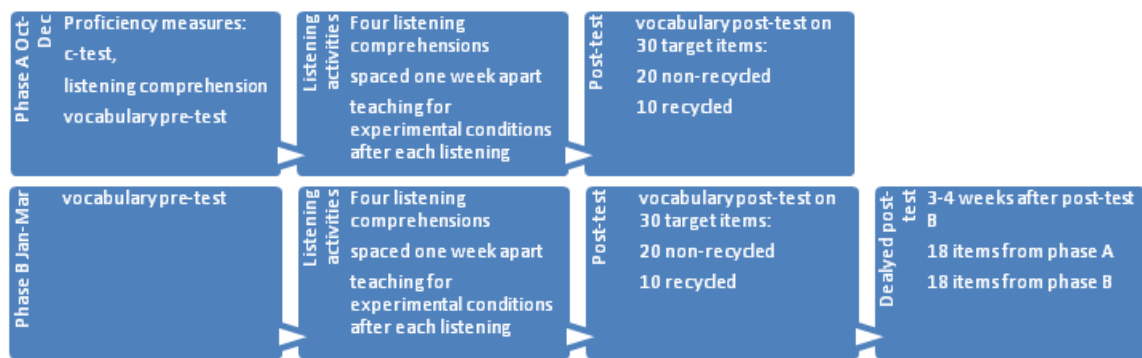 Phase A Oct-
Dec
Proficiency measures:
c-test,
listening comprehension
vocabulary pre-test
Listening
activities
Four listening
comprehensions
spaced one week apart
teaching for
experimental conditions
after each listening
Post-test
vocabulary post-test on
30 target items:
20 non-recycled
10 recycled
Phase B Jan-Mar
vocabulary pre-test
Listening
activities
Four listening
comprehensions
spaced one week apart
teaching for
experimental conditions
after each listening
Post-test
vocabulary post-test on
30 target items:
20 non-recycled
10 recycled
Dealyed post-
test
3-4 weeks after post-test
B
18 items from phase A
18 items from phase B